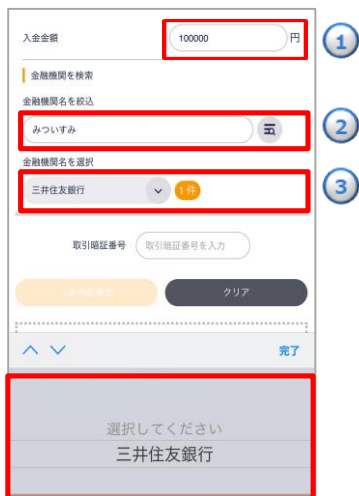 入金金額 100000 円 1
金融機関を検索
金融機関名を絞込
みついすみ 2
金融機関名を選択
三井住友銀行 1件 3
取引暗証番号 取引暗証番号を入力
クリア
完了
選択してください
三井住友銀行